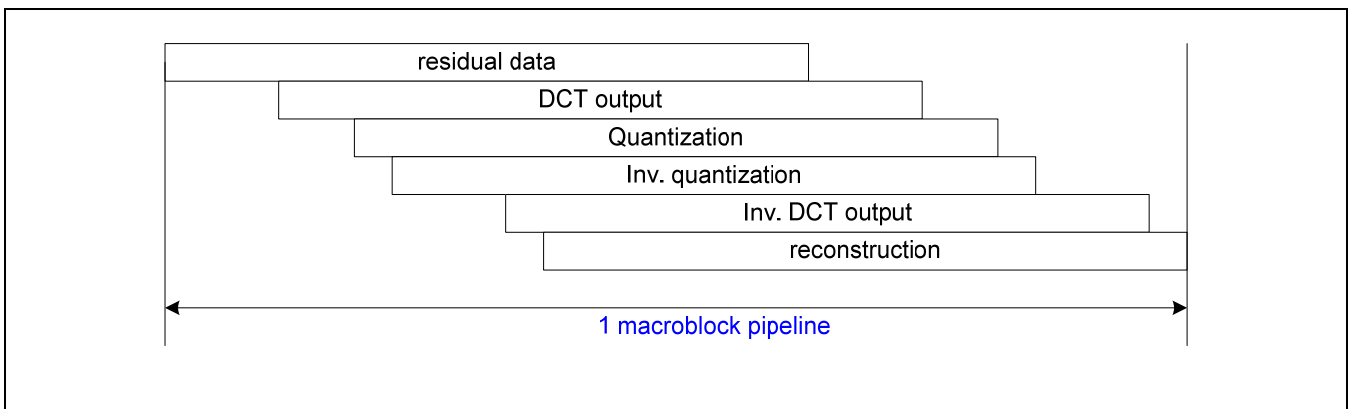 residual data
DCT output
Quantization
Inv. quantization
Inv. DCT output
reconstruction
1 macroblock pipeline